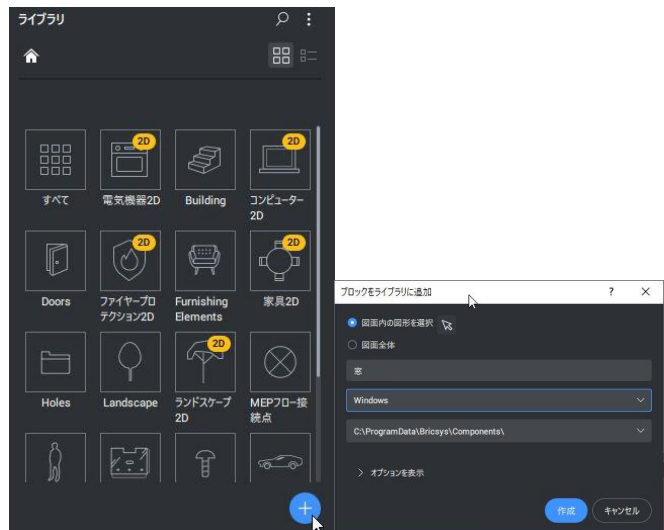 ライブラリ
2D
2D
すべて
電気機器2D
Building
コンピューター
2D
2D
2D
Doors
ファイヤープロ
テクション2D
Furnishing
Elements
家具2D
2D
Holes
Landscape
ランドスケープ
2D
MEPフロー接
続点
ブロックをライブラリに追加
?
図面内の図形を選択
図面全体
窓
Windows
C:\ProgramData\Bricsys\Components\
オプションを表示
作成
キャンセル